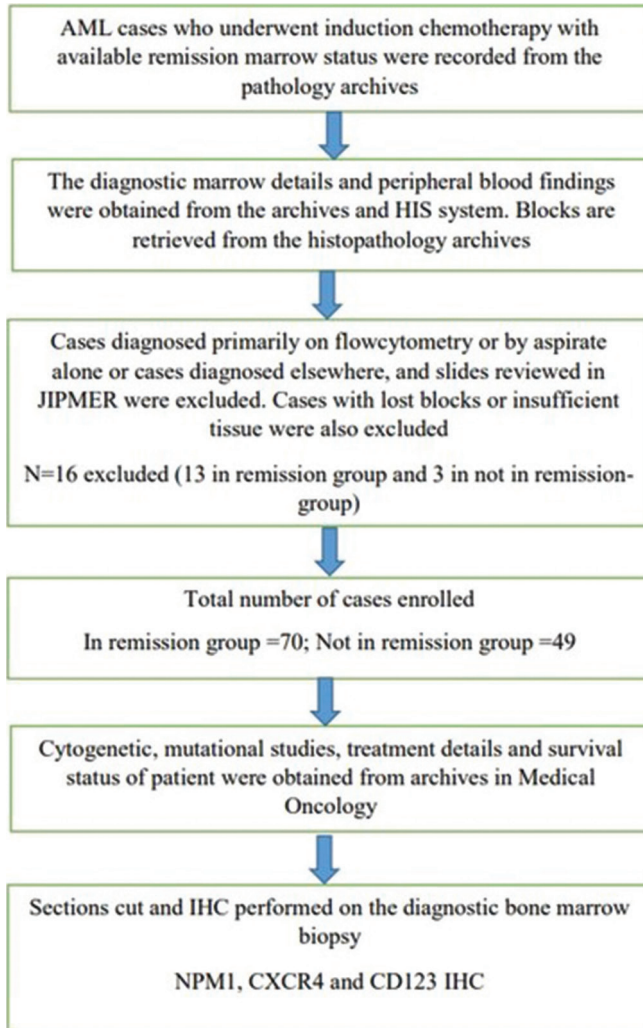 AML cases who underwent induction chemotherapy with
available remission marrow status were recorded from the
pathology archives
The diagnostic marrow details and peripheral blood findings
were obtained from the archives and HIS system. Blocks are
retrieved from the histopathology archives
Cases diagnosed primarily on flowcytometry or by aspirate
alone or cases diagnosed elsewhere, and slides reviewed in
JIPMER were excluded. Cases with lost blocks or insufficient
tissue were also excluded
N=16 excluded (13 in remission group and 3 in not in remission-
group)
Total number of cases enrolled
In remission group =70; Not in remission group =49
Cytogenetic, mutational studies, treatment details and survival
status of patient were obtained from archives in Medical
Oncology
Sections cut and IHC performed on the diagnostic bone marrow
biopsy
NPM1, CXCR4 and CD123 IHC